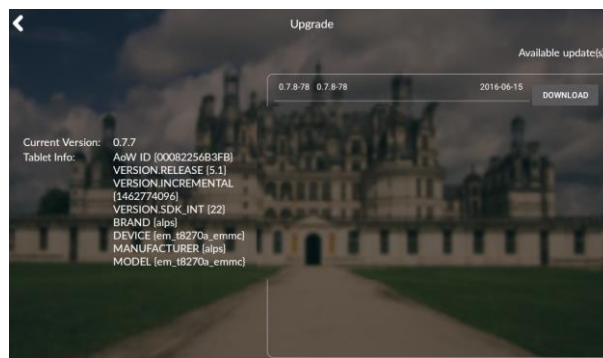 Upgrade
Available update(s)
0.7.8-78 0.7.8-78 2016-06-15 DOWNLOAD
Current Version: 0.7.7
Tablet Info: AoW ID {00082256B3FB}
VERSION.RELEASE {5.1}
VERSION.INCREMENTAL
{1462774096}
VERSION.SDK_INT {22}
BRAND {alps}
DEVICE {em_t8270a_emmc}
MANUFACTURER {alps}
MODEL {em_t8270a_emmc}